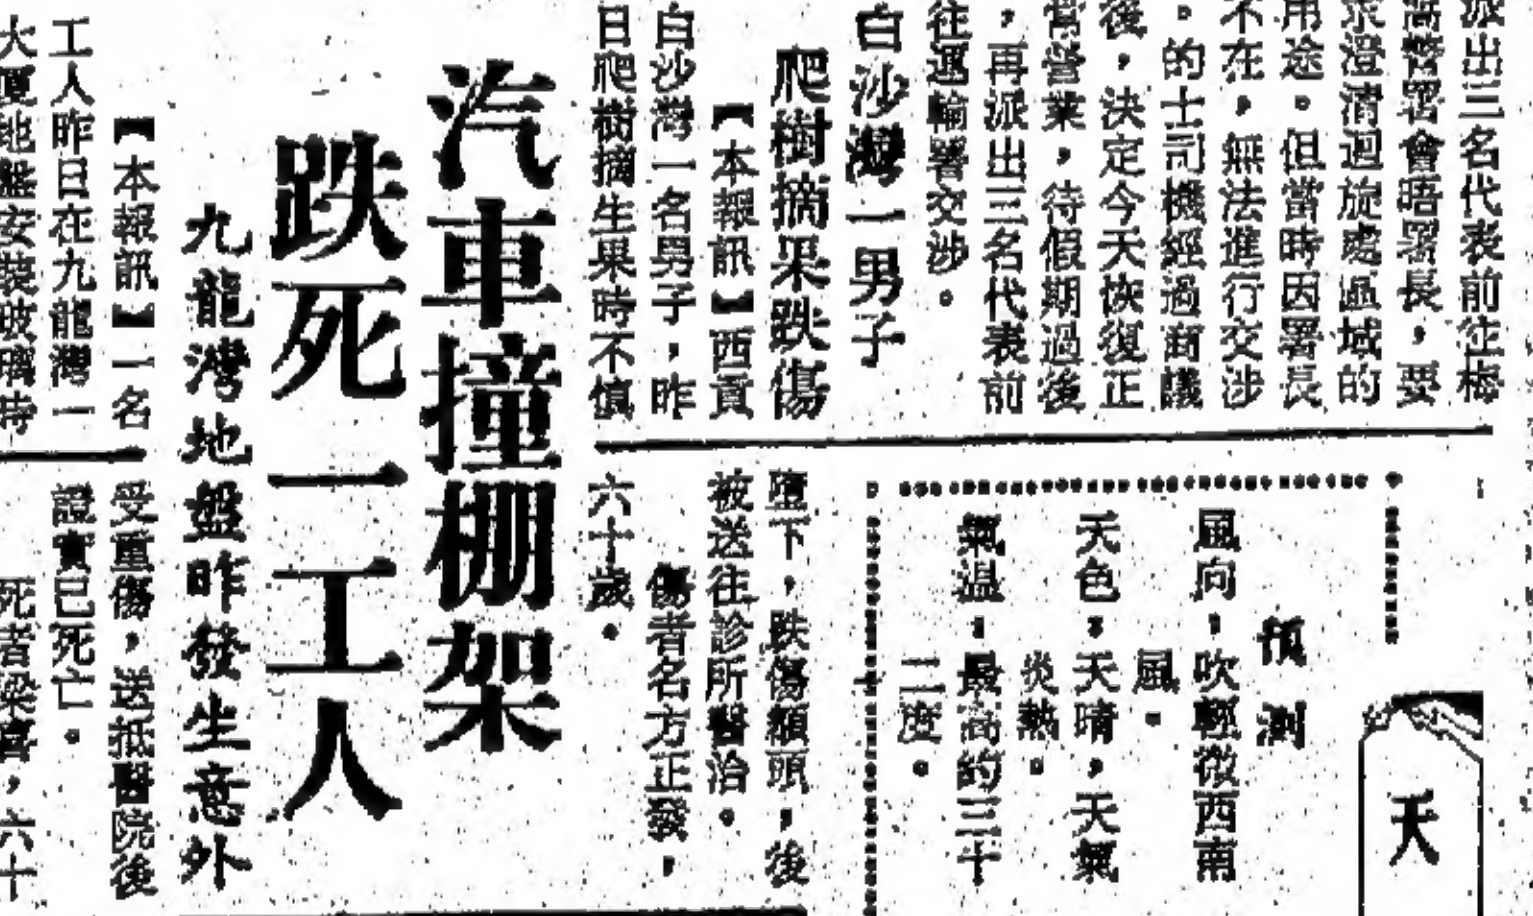 派出三名代表前往梅
窩警署會晤署長，要
求澄清迴旋處區域的
用途。但當時因署長
不在，無法進行交涉
。的士司機經過商議
後，決定今天恢復正
常營業，待假期過後
，再派出三名代表前
往運輸署交涉。
白沙灣一男子
爬樹摘果跌傷
【本報訊】西貢
白沙灣一名男子，昨
日爬樹摘生果時不慎
墮下，跌傷額頭，後
被送往診所醫治。
傷者名方正發，
六十歲。
天
預測
風向：吹輕微西南
風。
天色：天晴，天氣
炎熱。
氣温：最高約三十
二度。
汽車撞棚架
跌死一工人
九龍灣地盤昨發生意外
【本報訊】一名
工人昨日在九龍灣一
大廈地盤安裝玻璃時
受重傷，送抵醫院後
證實已死亡。
死者梁喜，六十